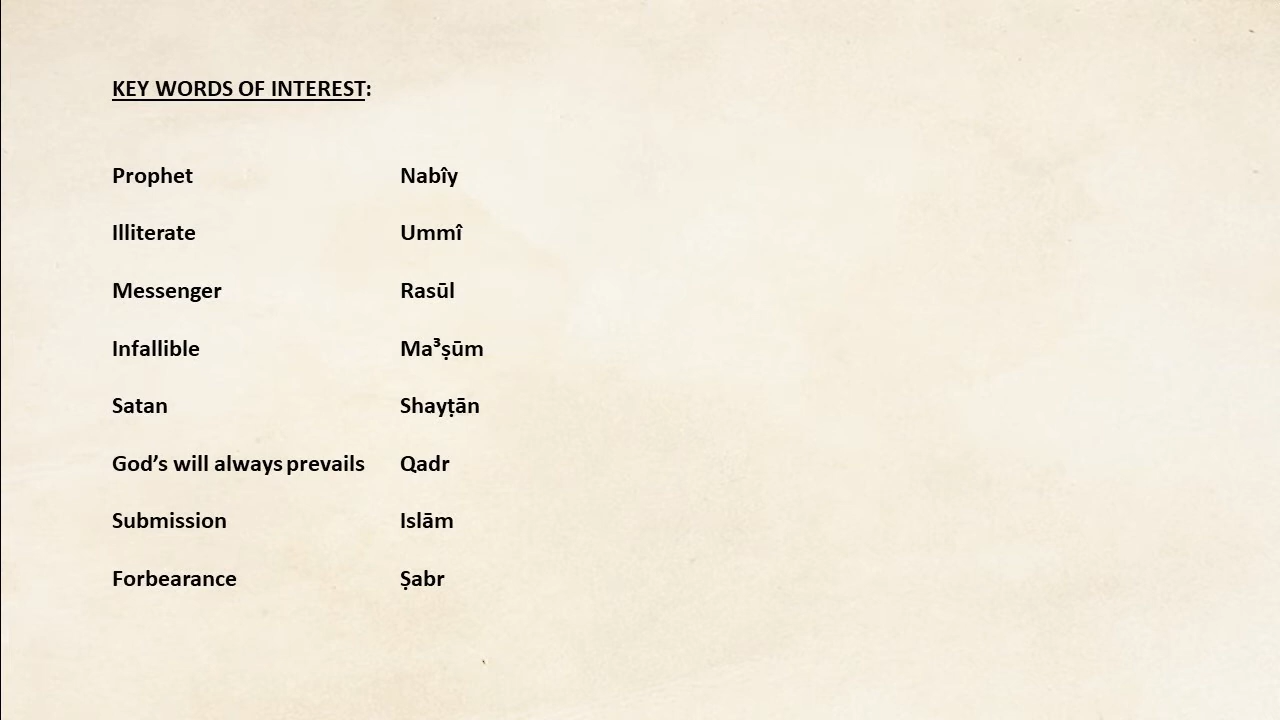 KEY WORDS OF INTEREST:
Prophet Nabîy
Illiterate Ummî
Messenger Rasūl
Infallible Ma³ṣūm
Satan Shayṭān
God’s will always prevails Qadr
Submission Islām
Forbearance Ṣabr